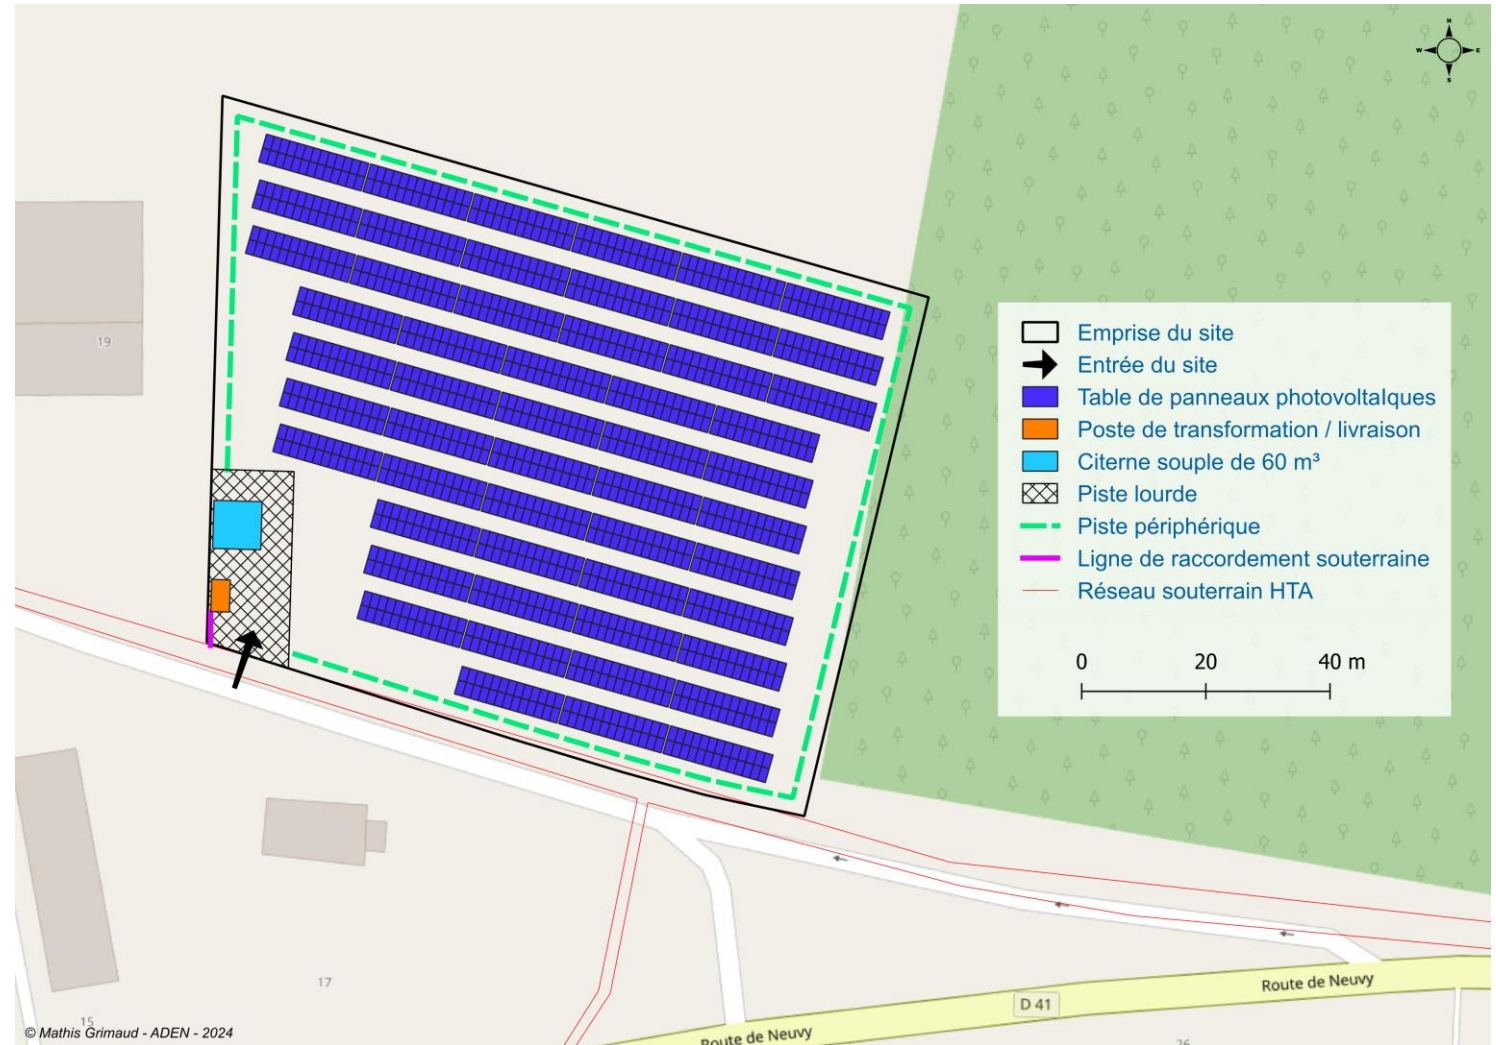 N
W
E
S
19
Emprise du site
Entrée du site
Table de panneaux photovoltaIques
Poste de transformation / livraison
Citerne souple de 60 m³
Piste lourde
Piste périphérique
Ligne de raccordement souterraine
Réseau souterrain HTA
0 20 40 m
17
15
D 41
Route de Neuvy
Route de Neuvy
26
© Mathis Grimaud - ADEN - 2024